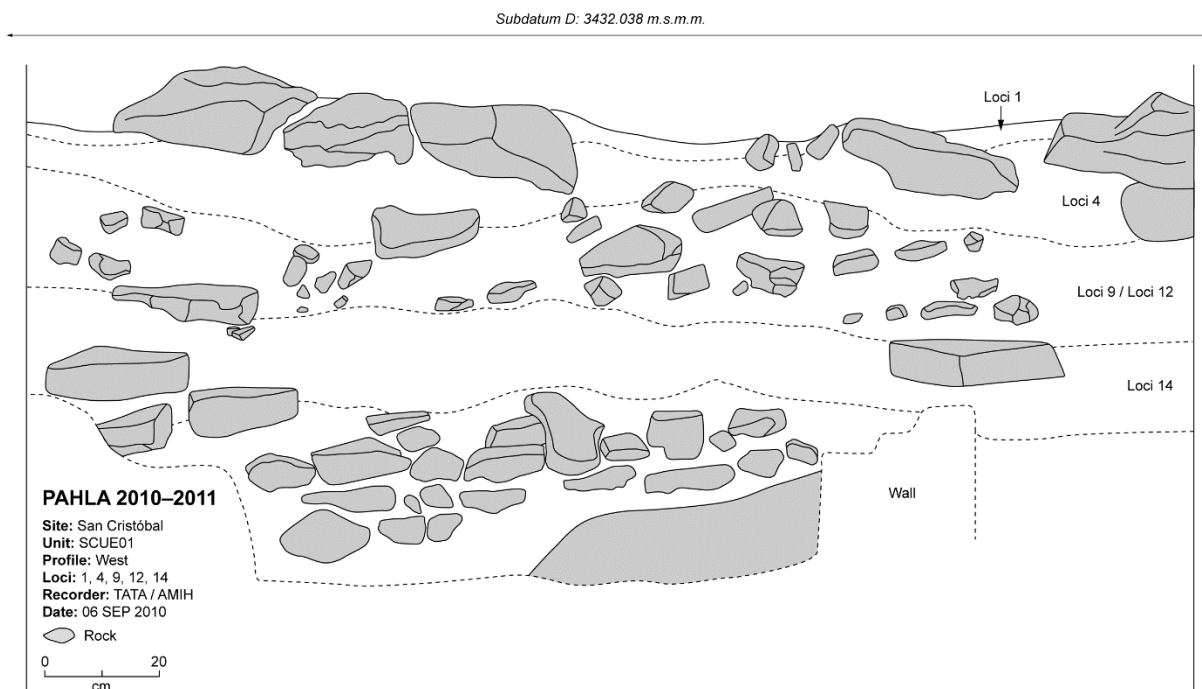 Subdatum D: 3432.038 m.s.m.m.
Loci 1
Loci 4
Loci 9 / Loci 12
Loci 14
Wall
PAHLA 2010–2011
Site: San Cristóbal
Unit: SCUE01
Profile: West
Loci: 1, 4, 9, 12, 14
Recorder: TATA / AMIH
Date: 06 SEP 2010
Rock
0 20
cm